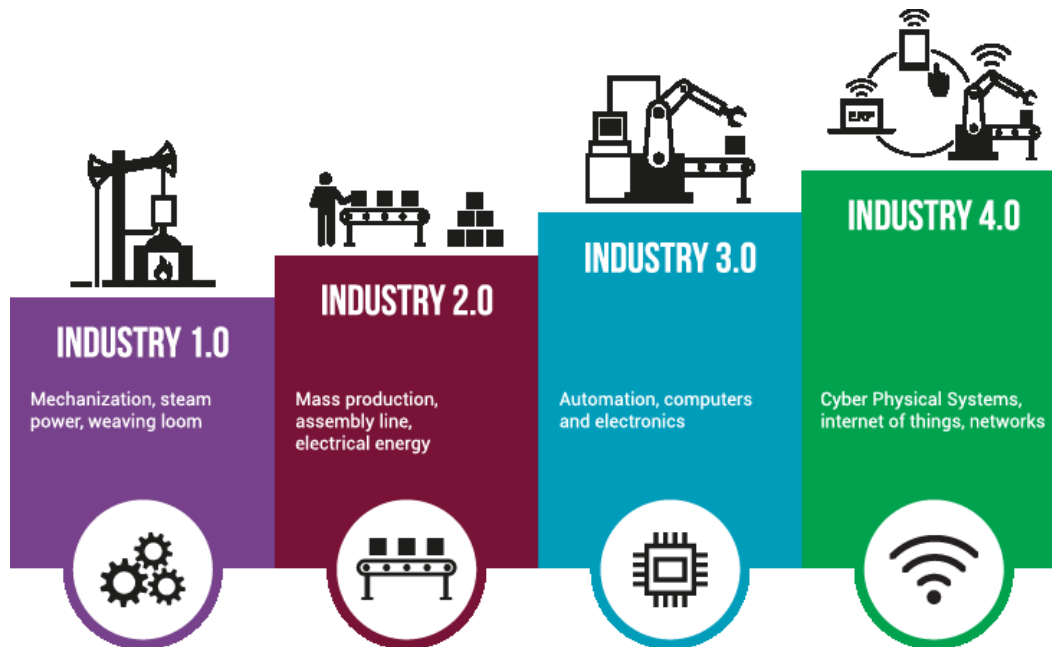 INDUSTRY 1.0
Mechanization, steam
power, weaving loom
INDUSTRY 2.0
Mass production,
assembly line,
electrical energy
INDUSTRY 3.0
Automation, computers
and electronics
ERP
INDUSTRY 4.0
Cyber Physical Systems,
internet of things, networks